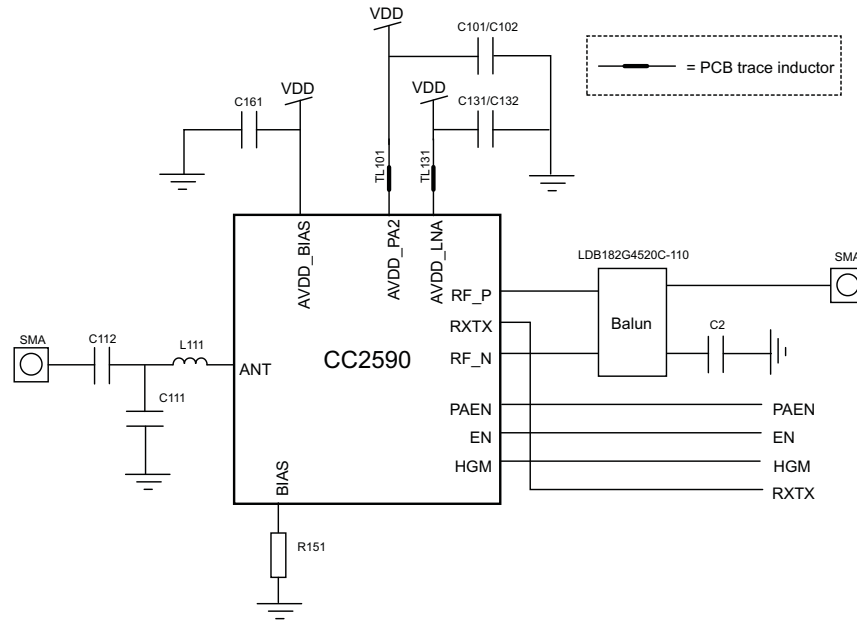 VDD
C101/C102
= PCB trace inductor
VDD
VDD
C161
C131/C132
TL101
TL131
AVDD_BIAS
AVDD_PA2
AVDD_LNA
LDB182G4520C-110
SMA
RF_P
RXTX
Balun
C2
SMA
C112
L111
CC2590
RF_N
ANT
C111
PAEN
PAEN
EN
EN
HGM
HGM
BIAS
RXTX
R151